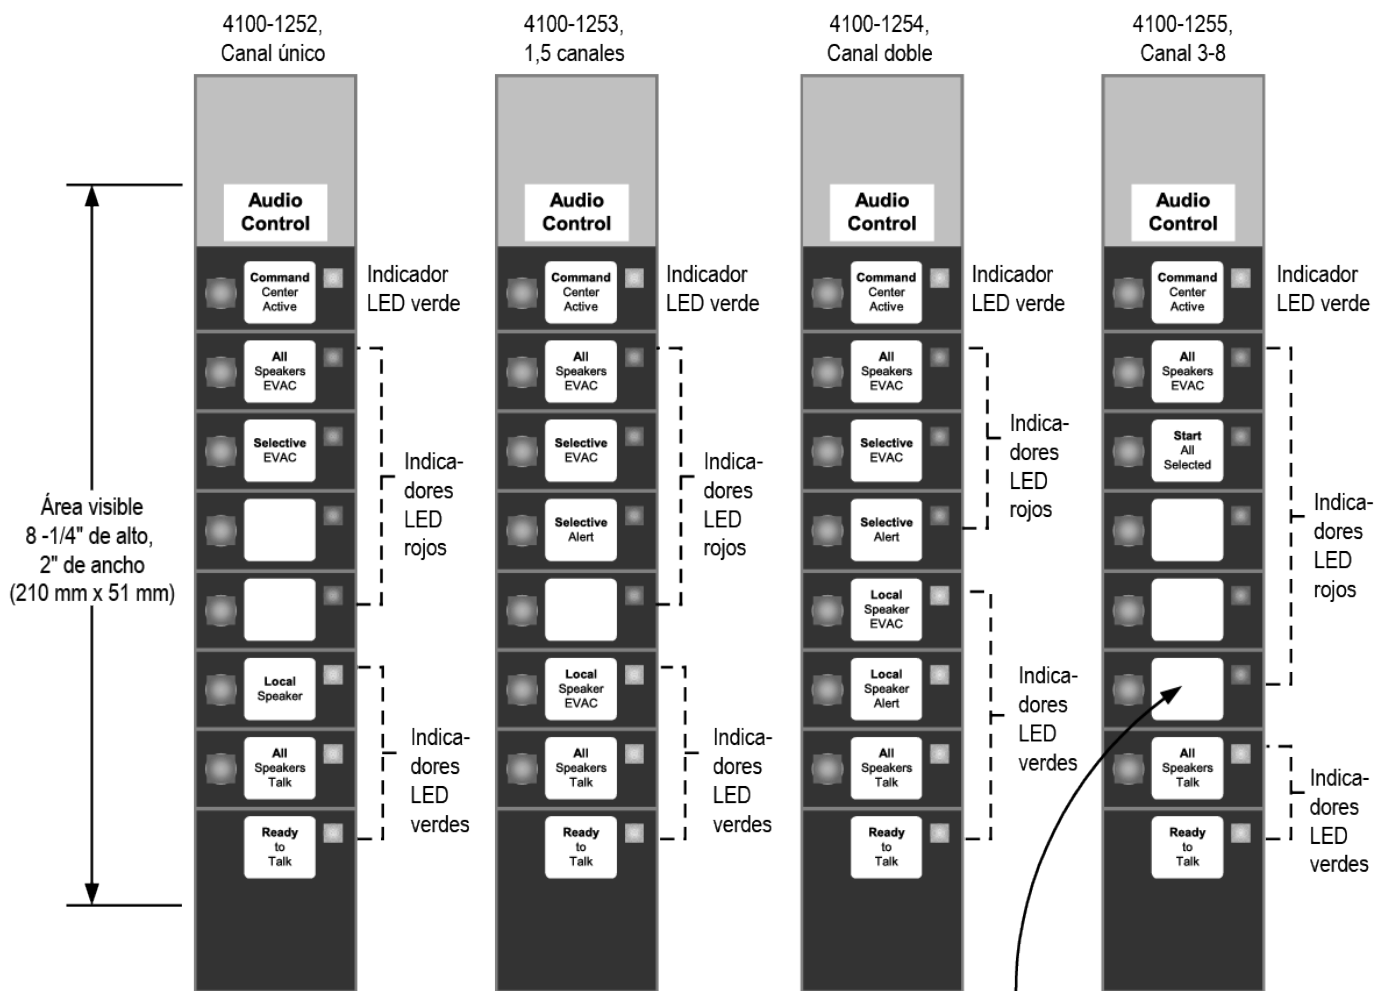 4100-1252,
Canal único
4100-1253,
1,5 canales
4100-1254,
Canal doble
4100-1255,
Canal 3-8
Área visible
8 -1/4" de alto,
2" de ancho
(210 mm x 51 mm)
Audio
Control
Command
Center
Active
Indicador
LED verde
All
Speakers
EVAC
Selective
EVAC
Indica-
dores
LED
rojos
Local
Speaker
All
Speakers
Talk
Ready
to
Talk
Indica-
dores
LED
verdes
Audio
Control
Command
Center
Active
Indicador
LED verde
All
Speakers
EVAC
Selective
EVAC
Selective
Alert
Indica-
dores
LED
rojos
Local
Speaker
EVAC
All
Speakers
Talk
Ready
to
Talk
Indica-
dores
LED
verdes
Audio
Control
Command
Center
Active
Indicador
LED verde
All
Speakers
EVAC
Selective
EVAC
Selective
Alert
Indica-
dores
LED
rojos
Local
Speaker
EVAC
Local
Speaker
Alert
All
Speakers
Talk
Ready
to
Talk
Indica-
dores
LED
verdes
Audio
Control
Command
Center
Active
Indicador
LED verde
All
Speakers
EVAC
Start
All
Selected
Indica-
dores
LED
rojos
All
Speakers
Talk
Ready
to
Talk
Indica-
dores
LED
verdes